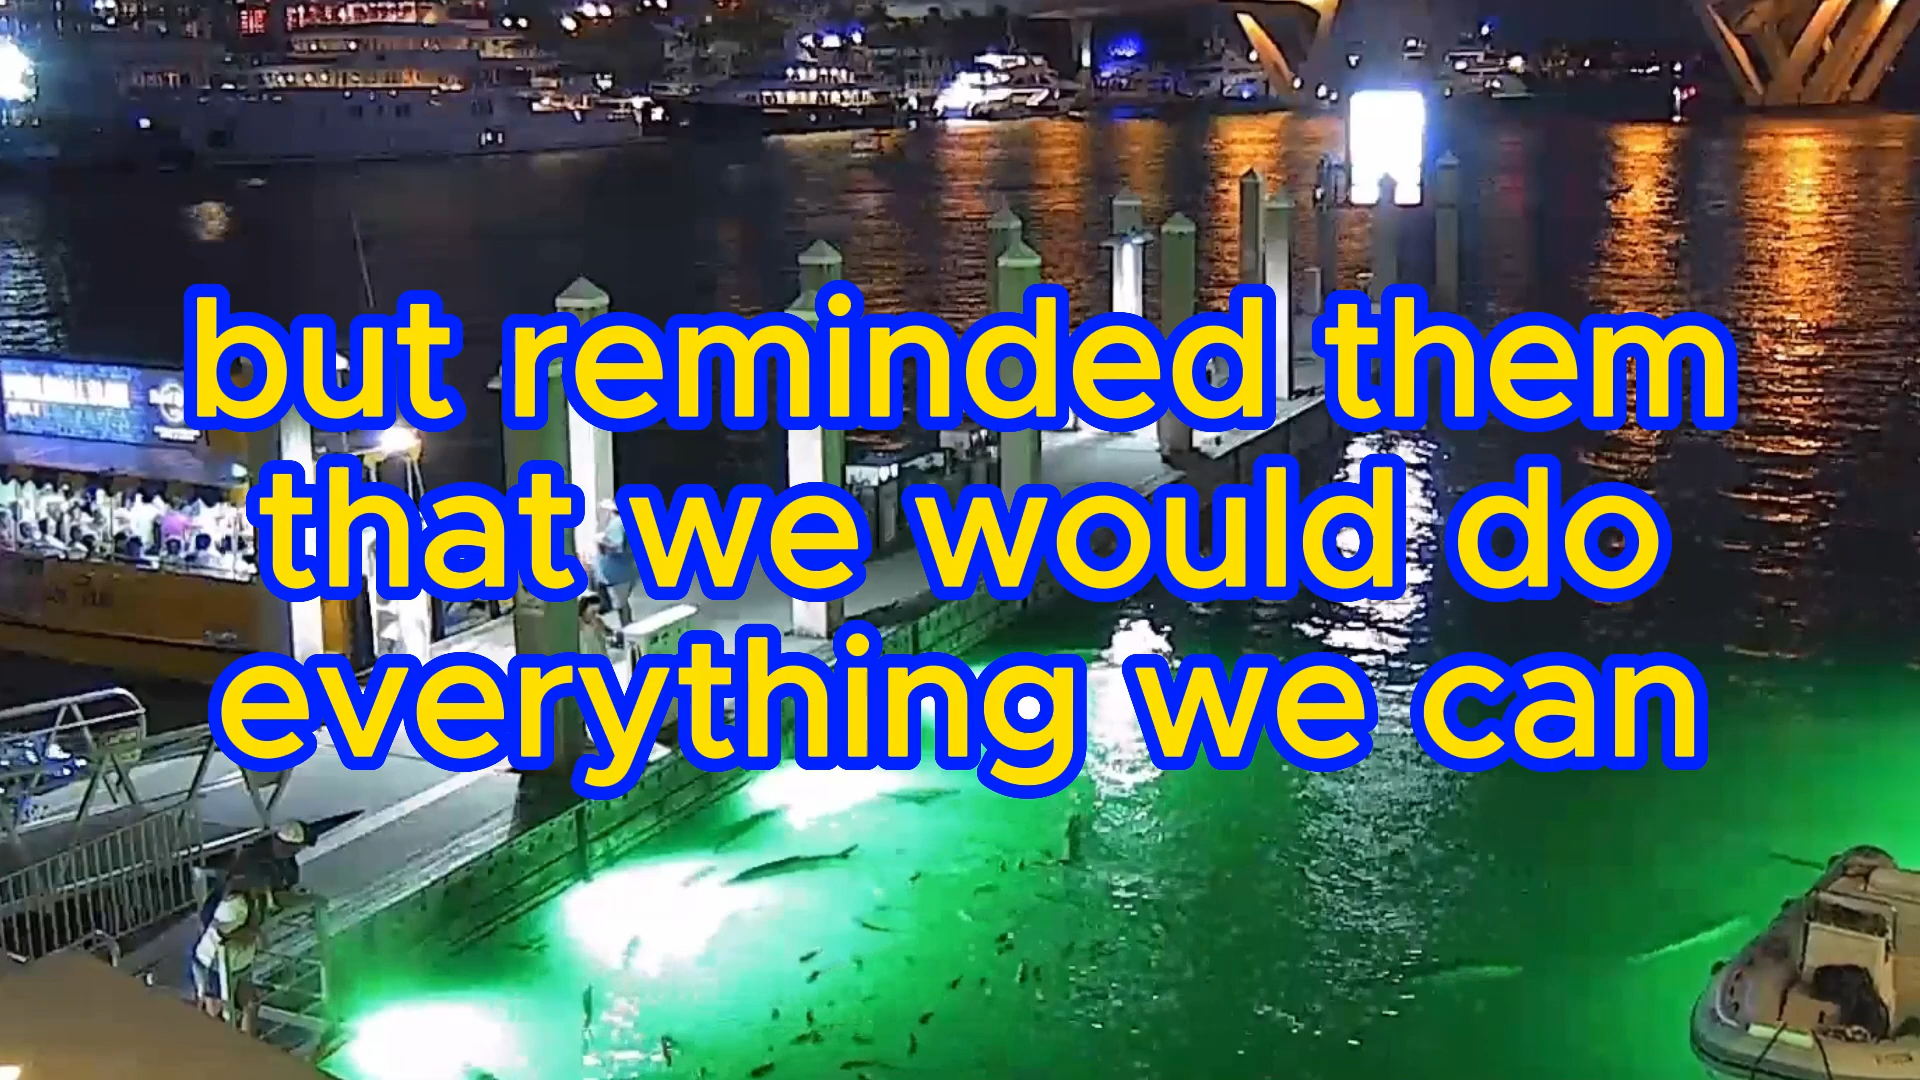 but reminded them
that we would do
everything we can